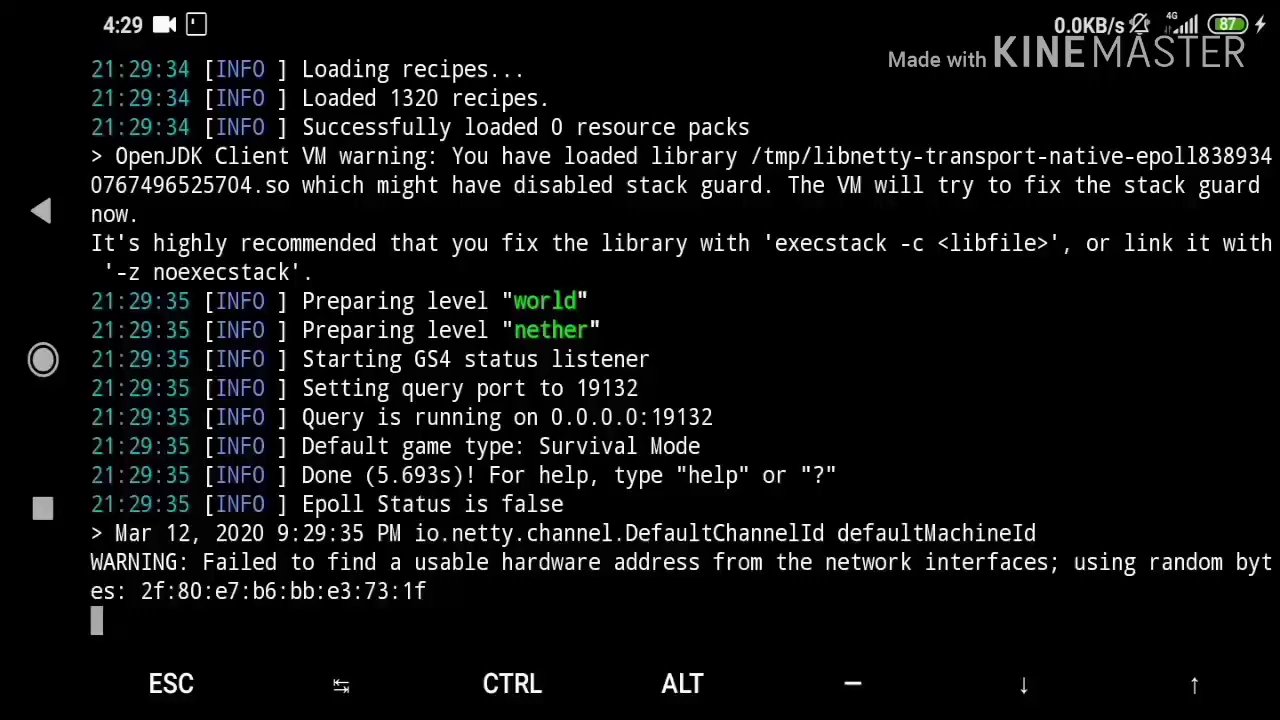 4:29 0.0KB/s 4G 87
Made with KINEMASTER
21:29:34 [INFO ] Loading recipes...
21:29:34 [INFO ] Loaded 1320 recipes.
21:29:34 [INFO ] Successfully loaded 0 resource packs
> OpenJDK Client VM warning: You have loaded library /tmp/libnetty-transport-native-epoll838934
0767496525704.so which might have disabled stack guard. The VM will try to fix the stack guard
now.
It's highly recommended that you fix the library with 'execstack -c <libfile>', or link it with
'-z noexecstack'.
21:29:35 [INFO ] Preparing level "world"
21:29:35 [INFO ] Preparing level "nether"
21:29:35 [INFO ] Starting GS4 status listener
21:29:35 [INFO ] Setting query port to 19132
21:29:35 [INFO ] Query is running on 0.0.0.0:19132
21:29:35 [INFO ] Default game type: Survival Mode
21:29:35 [INFO ] Done (5.693s)! For help, type "help" or "?"
21:29:35 [INFO ] Epoll Status is false
> Mar 12, 2020 9:29:35 PM io.netty.channel.DefaultChannelId defaultMachineId
WARNING: Failed to find a usable hardware address from the network interfaces; using random byt
es: 2f:80:e7:b6:bb:e3:73:1f
ESC ↹ CTRL ALT — ↓ ↑